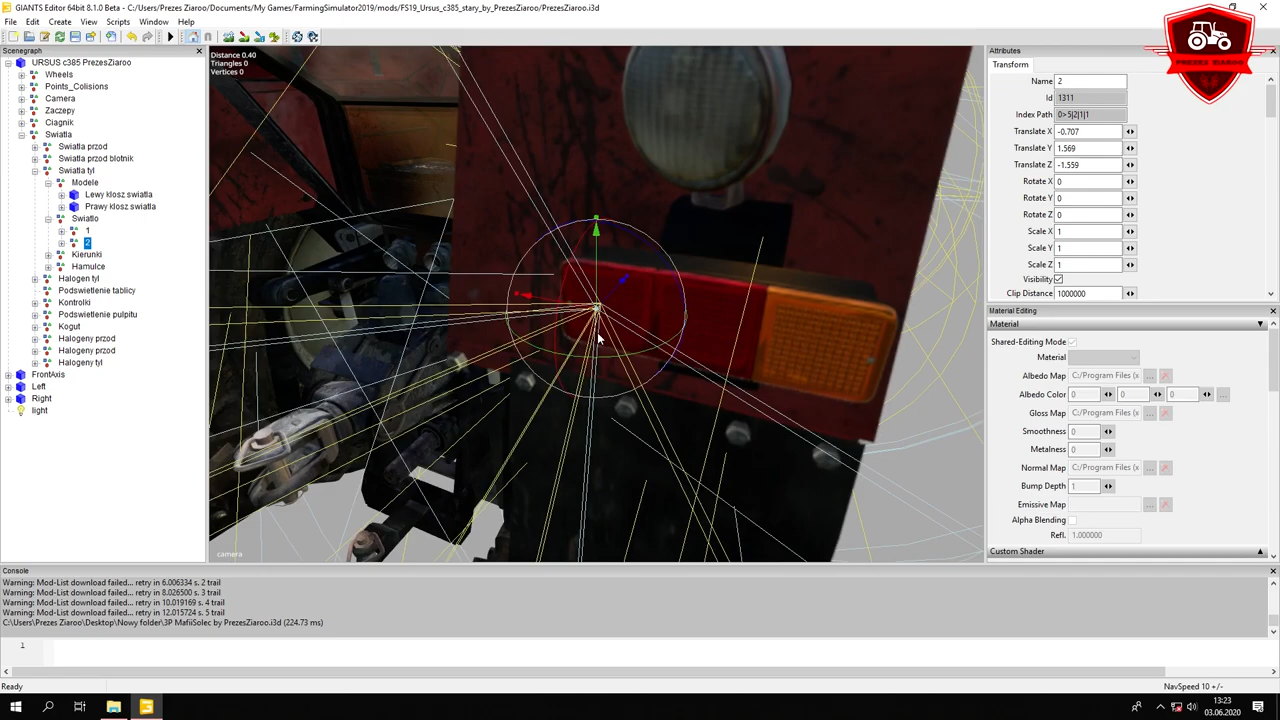 GIANTS Editor 64bit 8.1.0 Beta - C:/Users/Prezes Ziaroo/Documents/My Games/FarmingSimulator2019/mods/FS19_Ursus_c385_stary_by_PrezesZiaroo/PrezesZiaroo.i3d
File Edit Create View Scripts Window Help
Scenegraph
URSUS c385 PrezesZiaroo
Wheels
Points_Colisions
Camera
Zaczepy
Ciagnik
Swiatla
Swiatla przod
Swiatla przod blotnik
Swiatla tyl
Modele
Lewy klosz swiatla
Prawy klosz swiatla
Swiatlo
1
2
Kierunki
Hamulce
Halogen tyl
Podswietlenie tablicy
Kontrolki
Podswietlenie pulpitu
Kogut
Halogeny przod
Halogeny przod
Halogeny tyl
FrontAxis
Left
Right
light
Distance 0.40
Triangles 0
Vertices 0
camera
Attributes
Transform
Name 2
Id 1311
Index Path 0>5|2|1|1
Translate X -0.707
Translate Y 1.569
Translate Z -1.559
Rotate X 0
Rotate Y 0
Rotate Z 0
Scale X 1
Scale Y 1
Scale Z 1
Visibility
Clip Distance 1000000
PREZES ZIAROO
Material Editing
Material
Shared-Editing Mode
Material
Albedo Map C:/Program Files (x ...
Albedo Color 0 0 0 ...
Gloss Map C:/Program Files (x ...
Smoothness 0
Metalness 0
Normal Map C:/Program Files (x ...
Bump Depth 1
Emissive Map ...
Alpha Blending
Refl. 1.000000
Custom Shader
Console
Warning: Mod-List download failed... retry in 6.006334 s. 2 trail
Warning: Mod-List download failed... retry in 8.026500 s. 3 trail
Warning: Mod-List download failed... retry in 10.019169 s. 4 trail
Warning: Mod-List download failed... retry in 12.015724 s. 5 trail
C:\Users\Prezes Ziaroo\Desktop\Nowy folder\3P MafiiSolec by PrezesZiaroo.i3d (224.73 ms)
1
Ready
NavSpeed 10 +/-
13:23
03.06.2020